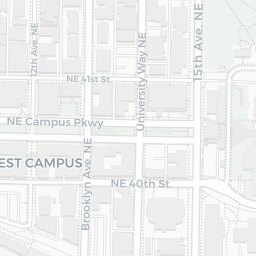 12th Ave. NE
NE 41st St.
University Way NE
15th Ave. NE
NE Campus Pkwy
EST CAMPUS
Brooklyn Ave. NE
NE 40th St.